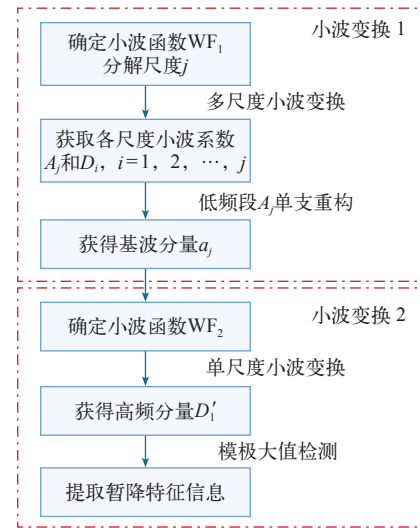 小波变换 1
确定小波函数WF₁
分解尺度j
多尺度小波变换
获取各尺度小波系数
Aⱼ和Dᵢ，i=1，2，…，j
低频段Aⱼ单支重构
获得基波分量aⱼ
小波变换 2
确定小波函数WF₂
单尺度小波变换
获得高频分量D₁′
模极大值检测
提取暂降特征信息